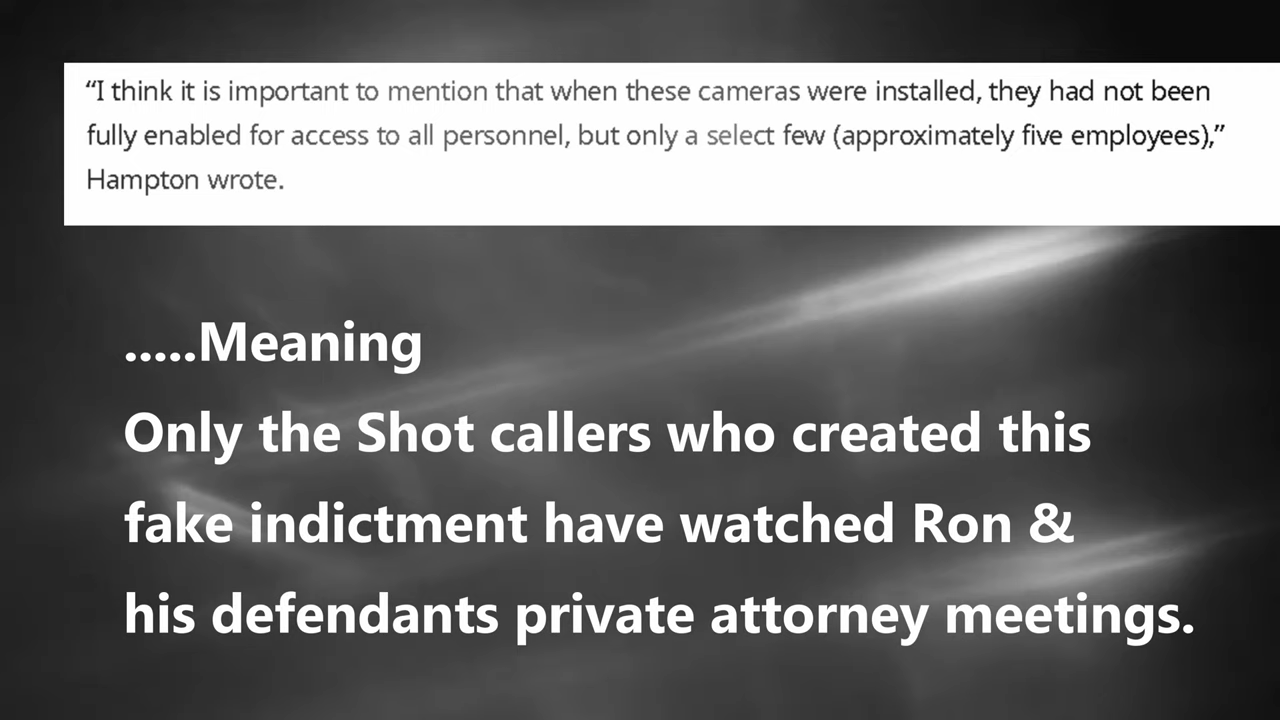 “I think it is important to mention that when these cameras were installed, they had not been
fully enabled for access to all personnel, but only a select few (approximately five employees),”
Hampton wrote.
.....Meaning
Only the Shot callers who created this
fake indictment have watched Ron &
his defendants private attorney meetings.